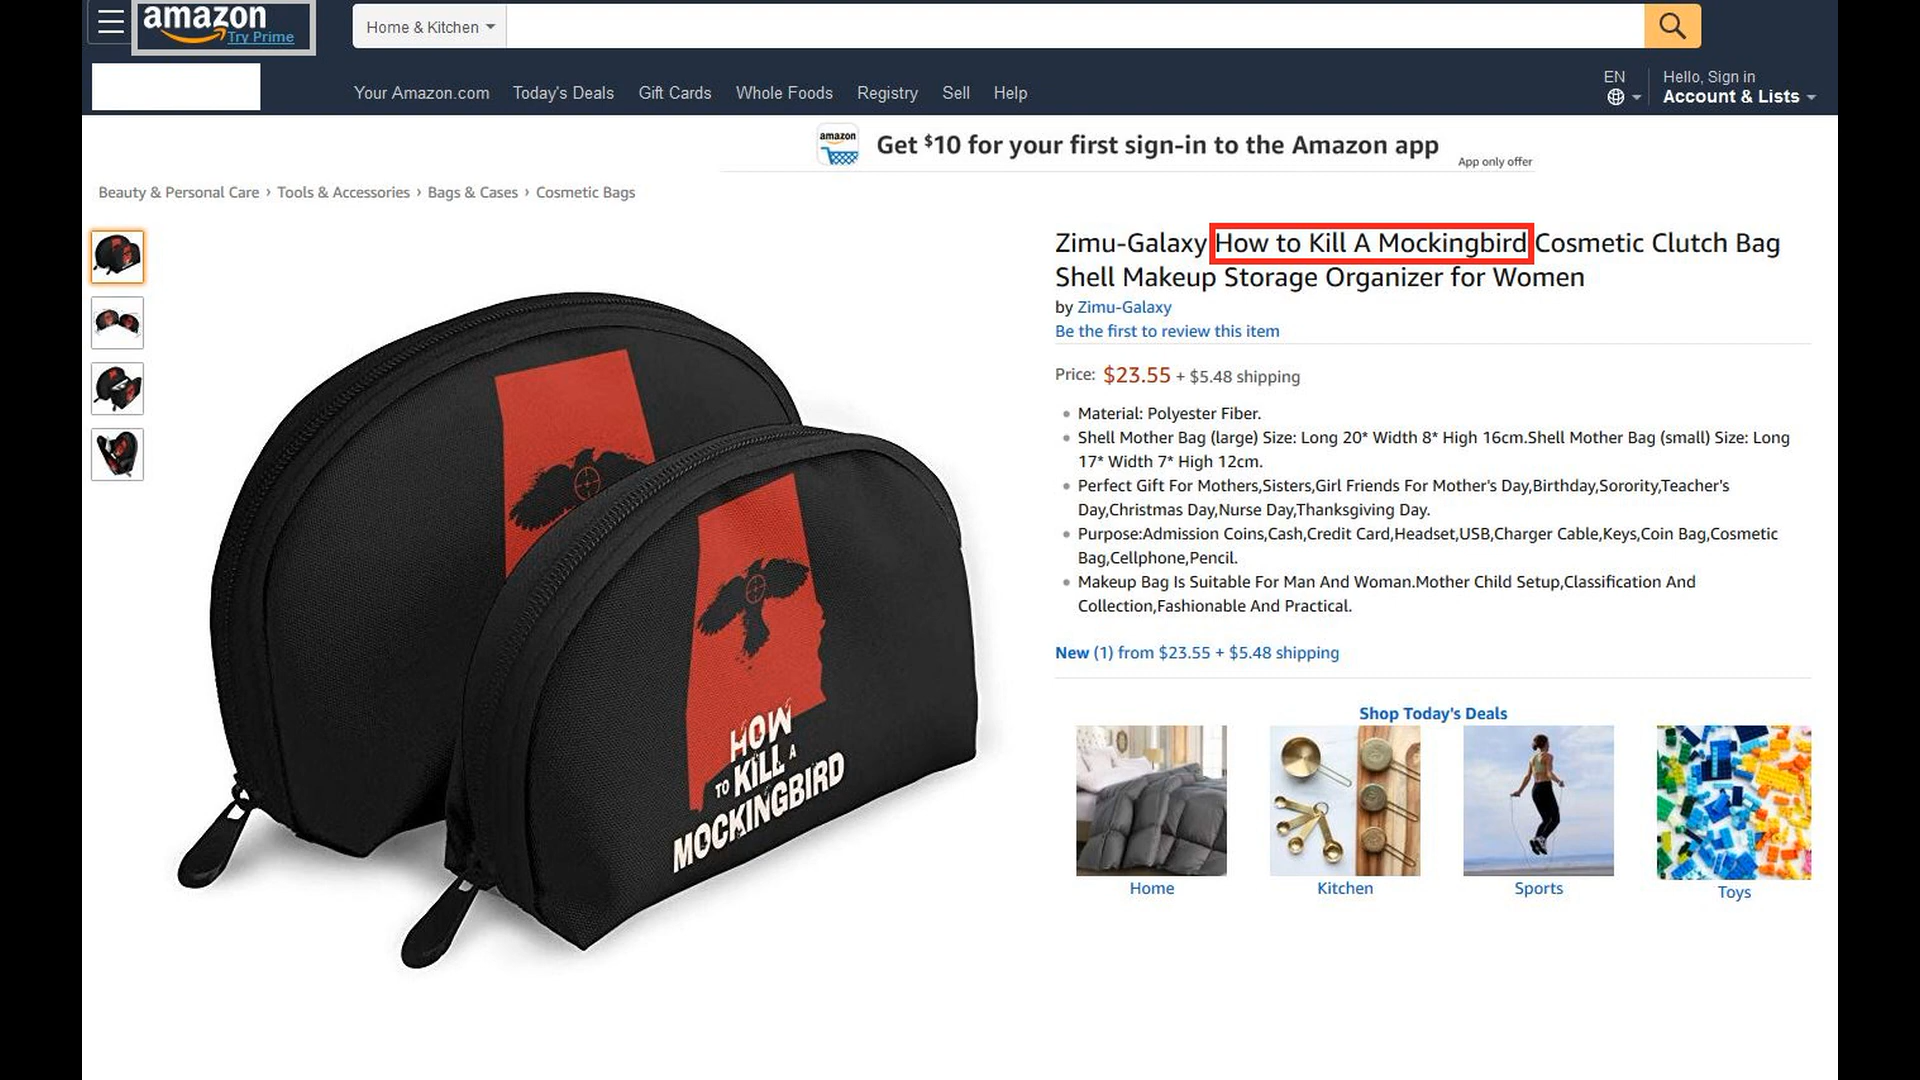 amazon
Try Prime
Home & Kitchen
Your Amazon.com Today's Deals Gift Cards Whole Foods Registry Sell Help
EN
Hello, Sign in
Account & Lists
amazon
Get $10 for your first sign-in to the Amazon app
App only offer
Beauty & Personal Care › Tools & Accessories › Bags & Cases › Cosmetic Bags
Zimu-Galaxy How to Kill A Mockingbird Cosmetic Clutch Bag
Shell Makeup Storage Organizer for Women
by Zimu-Galaxy
Be the first to review this item
Price: $23.55 + $5.48 shipping
Material: Polyester Fiber.
Shell Mother Bag (large) Size: Long 20* Width 8* High 16cm.Shell Mother Bag (small) Size: Long
17* Width 7* High 12cm.
Perfect Gift For Mothers,Sisters,Girl Friends For Mother's Day,Birthday,Sorority,Teacher's
Day,Christmas Day,Nurse Day,Thanksgiving Day.
Purpose:Admission Coins,Cash,Credit Card,Headset,USB,Charger Cable,Keys,Coin Bag,Cosmetic
Bag,Cellphone,Pencil.
Makeup Bag Is Suitable For Man And Woman.Mother Child Setup,Classification And
Collection,Fashionable And Practical.
New (1) from $23.55 + $5.48 shipping
Shop Today's Deals
Home Kitchen Sports Toys
HOW
TO KILL A
MOCKINGBIRD